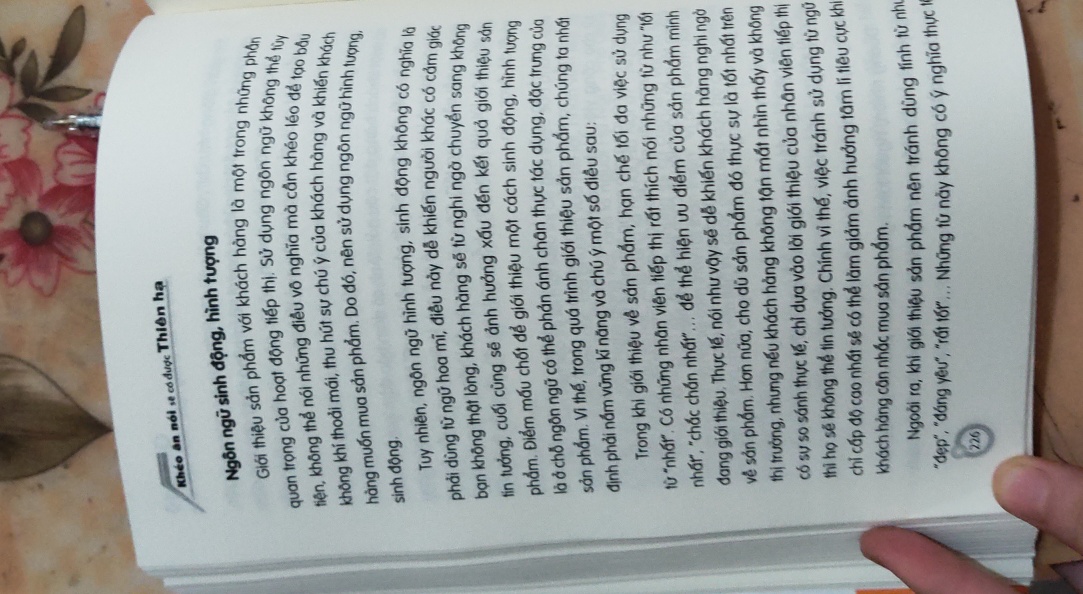 Khéo ăn nói sẽ có được Thiên hạ
Ngôn ngữ sinh động, hình tượng
Giới thiệu sản phẩm với khách hàng là một trong những phần
quan trọng của hoạt động tiếp thị. Sử dụng ngôn ngữ không thể tùy
tiện, không thể nói những điều vô nghĩa mà cần khéo léo để tạo bầu
không khí thoải mái, thu hút sự chú ý của khách hàng và khiến khách
hàng muốn mua sản phẩm. Do đó, nên sử dụng ngôn ngữ hình tượng,
sinh động.
Tuy nhiên, ngôn ngữ hình tượng, sinh động không có nghĩa là
phải dùng từ ngữ hoa mĩ, điều này dễ khiến người khác có cảm giác
bạn không thật lòng, khách hàng sẽ từ nghi ngờ chuyển sang không
tin tưởng, cuối cùng sẽ ảnh hưởng xấu đến kết quả giới thiệu sản
phẩm. Điểm mấu chốt để giới thiệu một cách sinh động, hình tượng
là ở chỗ ngôn ngữ có thể phản ánh chân thực tác dụng, đặc trưng của
sản phẩm. Vì thế, trong quá trình giới thiệu sản phẩm, chúng ta nhất
định phải nắm vững kĩ năng và chú ý một số điều sau:
Trong khi giới thiệu về sản phẩm, hạn chế tối đa việc sử dụng
từ "nhất". Có những nhân viên tiếp thị rất thích nói những từ như "tốt
nhất", "chắc chắn nhất"... để thể hiện ưu điểm của sản phẩm mình
đang giới thiệu. Thực tế, nói như vậy sẽ dễ khiến khách hàng nghi ngờ
về sản phẩm. Hơn nữa, cho dù sản phẩm đó thực sự là tốt nhất trên
thị trường, nhưng nếu khách hàng không tận mắt nhìn thấy và không
có sự so sánh thực tế, chỉ dựa vào lời giới thiệu của nhân viên tiếp thị
thì họ sẽ không thể tin tưởng. Chính vì thế, việc tránh sử dụng từ ngữ
chỉ cấp độ cao nhất sẽ có thể làm giảm ảnh hưởng tâm lí tiêu cực khi
khách hàng cân nhắc mua sản phẩm.
Ngoài ra, khi giới thiệu sản phẩm nên tránh dùng tính từ như
"đẹp", "đáng yêu", "rất tốt"... Những từ này không có ý nghĩa thực
226